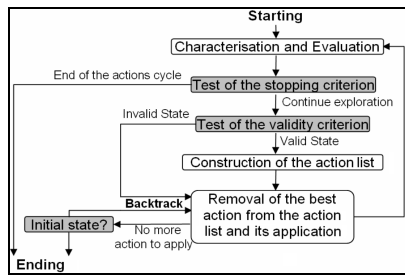 Starting
Characterisation and Evaluation
End of the actions cycle
Test of the stopping criterion
Continue exploration
Invalid State
Test of the validity criterion
Valid State
Construction of the action list
Backtrack
Removal of the best
action from the action
list and its application
Initial state?
No more
action to apply
Ending